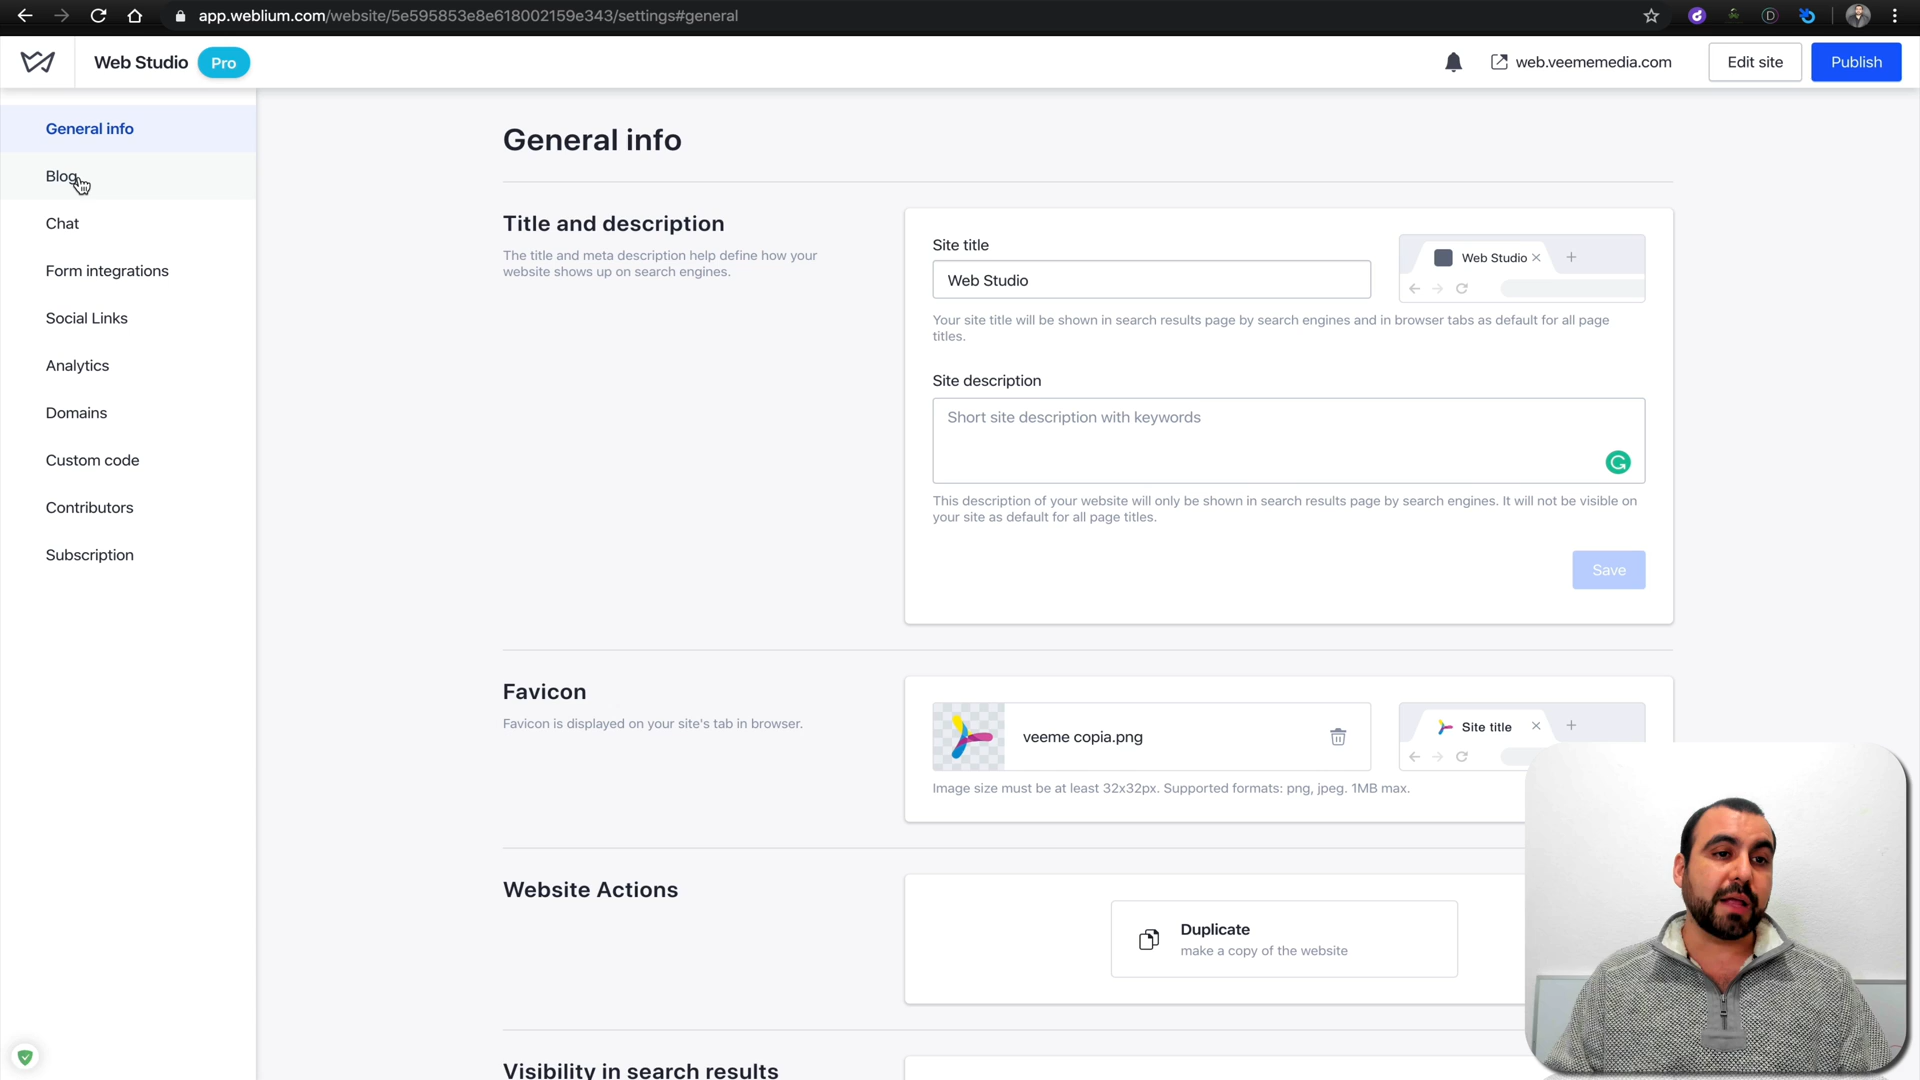 app.weblium.com/website/5e595853e8e618002159e343/settings#general
Web Studio
Pro
web.veememedia.com
Edit site
Publish
General info
Blog
Chat
Form integrations
Social Links
Analytics
Domains
Custom code
Contributors
Subscription
General info
Title and description
The title and meta description help define how your
website shows up on search engines.
Site title
Web Studio
Web Studio
Your site title will be shown in search results page by search engines and in browser tabs as default for all page
titles.
Site description
Short site description with keywords
This description of your website will only be shown in search results page by search engines. It will not be visible on
your site as default for all page titles.
Save
Favicon
Favicon is displayed on your site's tab in browser.
veeme copia.png
Site title
Image size must be at least 32x32px. Supported formats: png, jpeg. 1MB max.
Website Actions
Duplicate
make a copy of the website
Visibility in search results